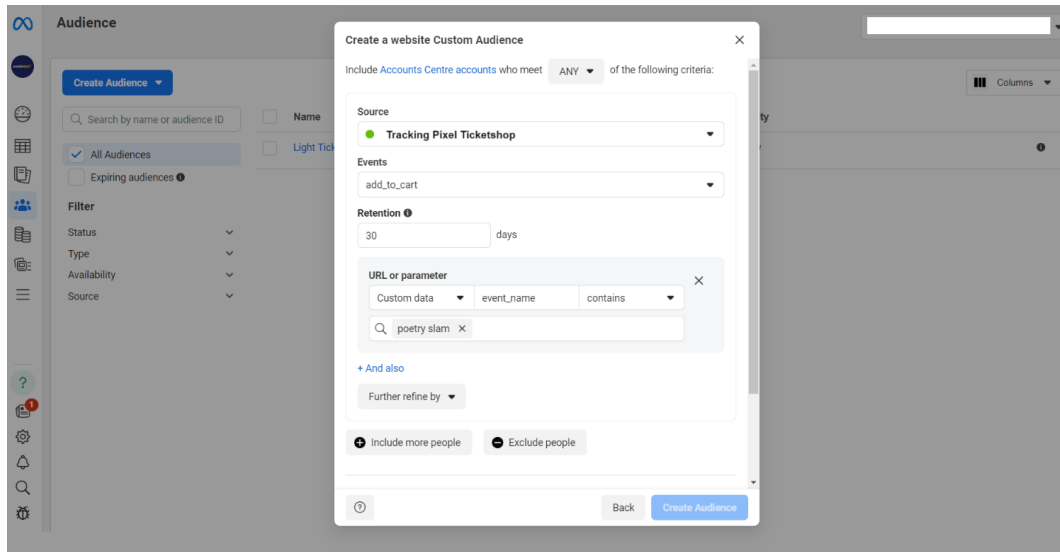 Audience
Create Audience
Search by name or audience ID
All Audiences
Expiring audiences
Filter
Status
Type
Availability
Source
?
1
Name
Light Tick
Columns
ty
Create a website Custom Audience
Include Accounts Centre accounts who meet ANY of the following criteria:
Source
Tracking Pixel Ticketshop
Events
add_to_cart
Retention
30 days
URL or parameter
Custom data event_name contains
poetry slam
+ And also
Further refine by
Include more people Exclude people
Back Create Audience